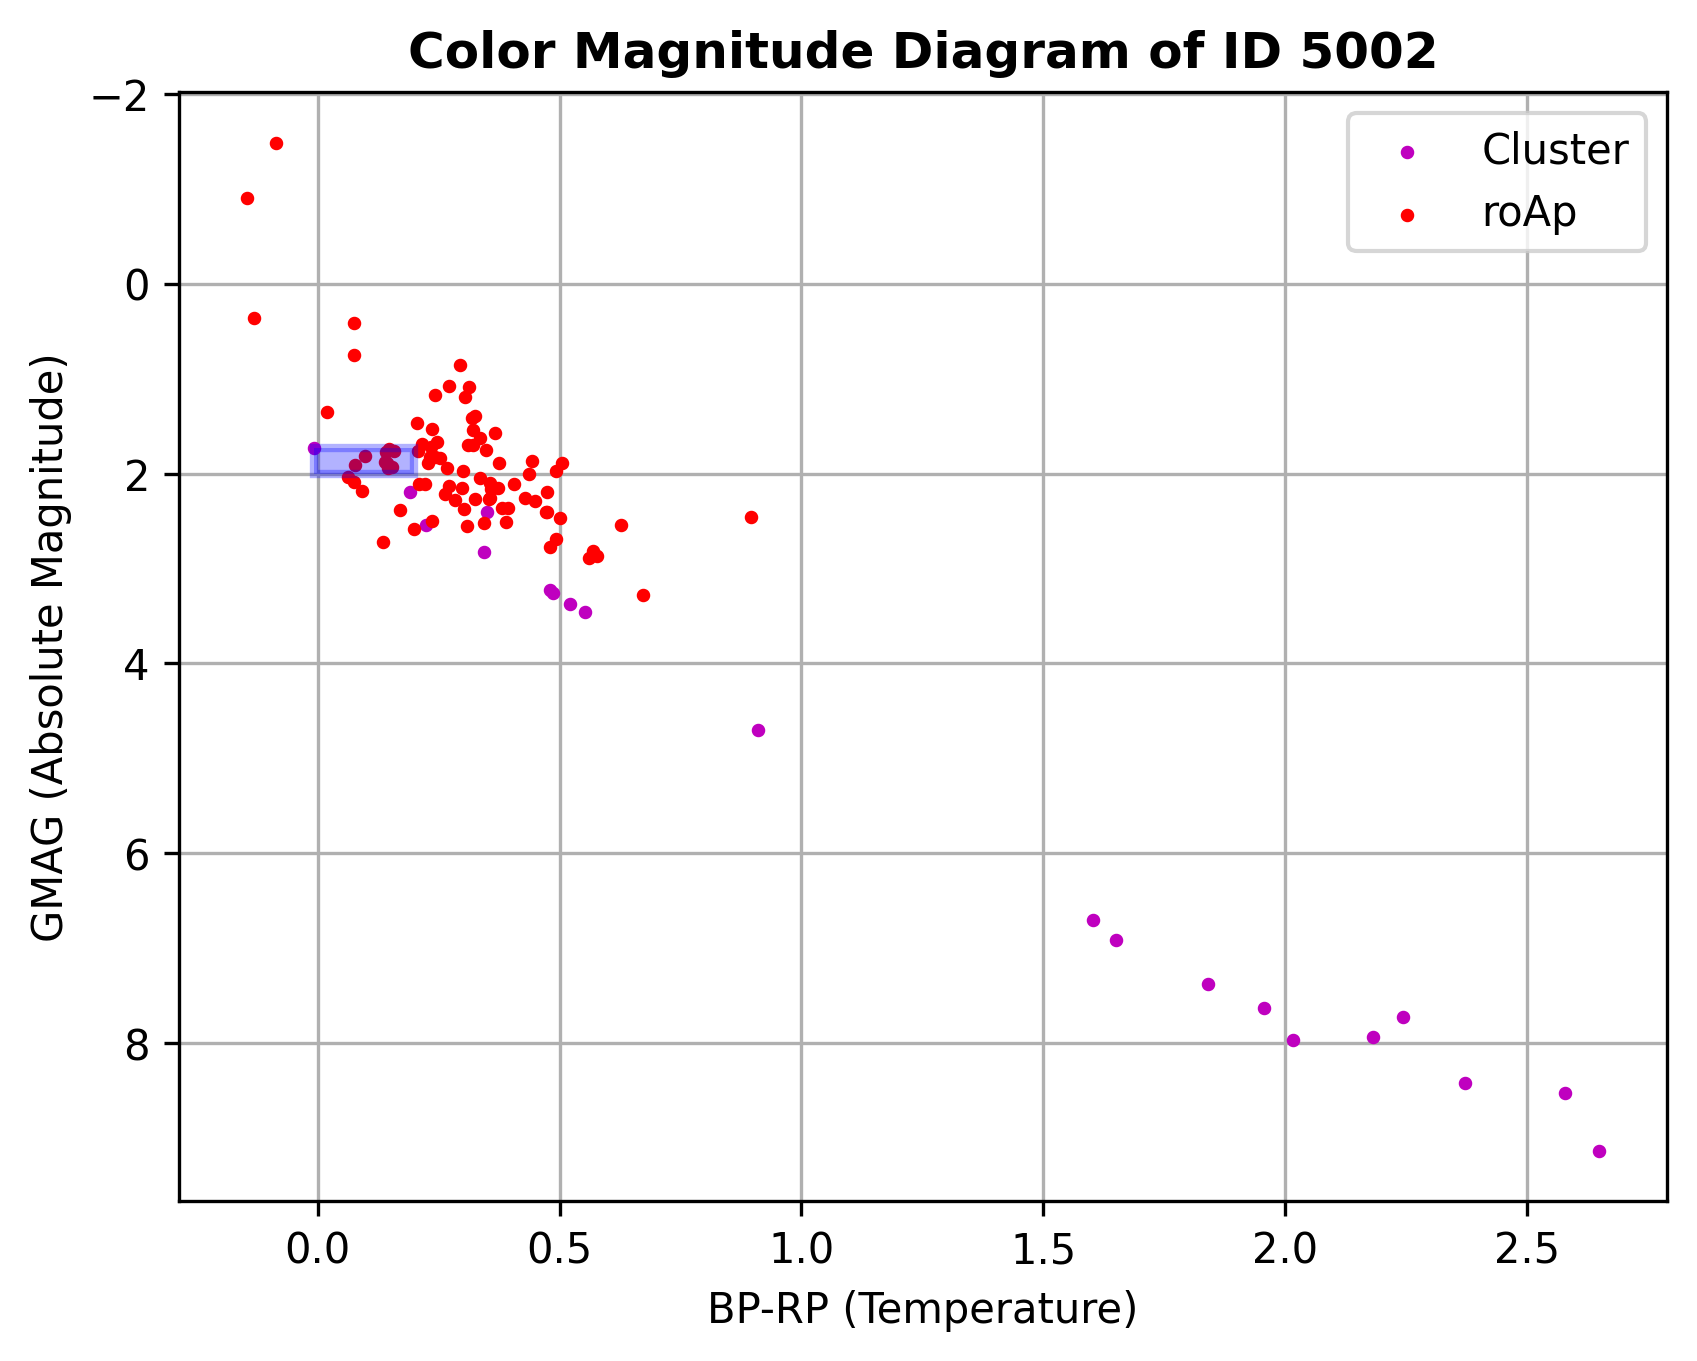 Color Magnitude Diagram of ID 5002
Cluster
roAp
GMAG (Absolute Magnitude)
−2
0
2
4
6
8
0.0 0.5 1.0 1.5 2.0 2.5
BP-RP (Temperature)